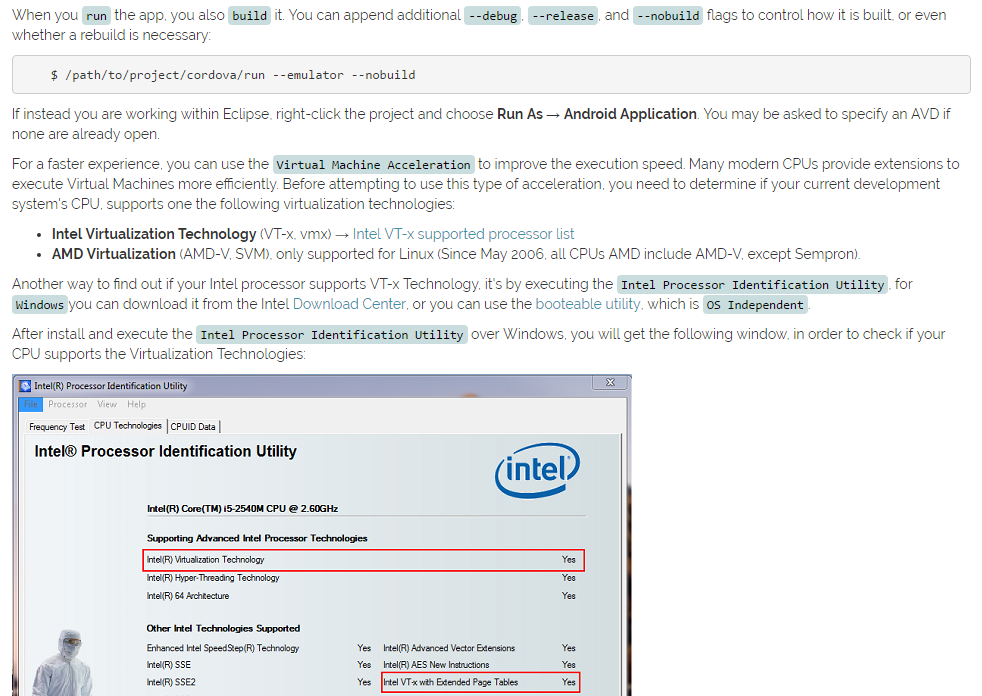 When you run the app, you also build it. You can append additional --debug, --release, and --nobuild flags to control how it is built, or even
whether a rebuild is necessary:
$ /path/to/project/cordova/run --emulator --nobuild
If instead you are working within Eclipse, right-click the project and choose Run As → Android Application. You may be asked to specify an AVD if
none are already open.
For a faster experience, you can use the Virtual Machine Acceleration to improve the execution speed. Many modern CPUs provide extensions to
execute Virtual Machines more efficiently. Before attempting to use this type of acceleration, you need to determine if your current development
system's CPU, supports one the following virtualization technologies:
• Intel Virtualization Technology (VT-x, vmx) → Intel VT-x supported processor list
• AMD Virtualization (AMD-V, SVM), only supported for Linux (Since May 2006, all CPUs AMD include AMD-V, except Sempron).
Another way to find out if your Intel processor supports VT-x Technology, it's by executing the Intel Processor Identification Utility, for
Windows you can download it from the Intel Download Center, or you can use the booteable utility, which is OS Independent.
After install and execute the Intel Processor Identification Utility over Windows, you will get the following window, in order to check if your
CPU supports the Virtualization Technologies:
Intel(R) Processor Identification Utility
File Processor View Help
Frequency Test CPU Technologies CPUID Data
Intel® Processor Identification Utility
intel
Intel(R) Core(TM) i5-2540M CPU @ 2.60GHz
Supporting Advanced Intel Processor Technologies
Intel(R) Virtualization Technology Yes
Intel(R) Hyper-Threading Technology Yes
Intel(R) 64 Architecture Yes
Other Intel Technologies Supported
Enhanced Intel SpeedStep(R) Technology Yes Intel(R) Advanced Vector Extensions Yes
Intel(R) SSE Yes Intel(R) AES New Instructions Yes
Intel(R) SSE2 Yes Intel VT-x with Extended Page Tables Yes